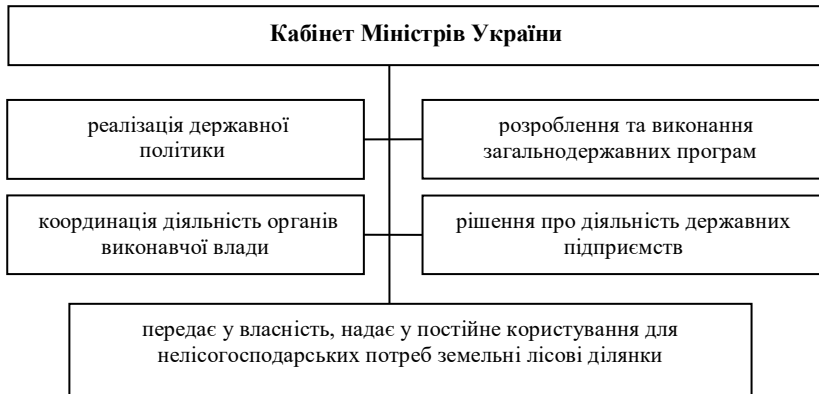 Кабінет Міністрів України
реалізація державної
політики
розроблення та виконання
загальнодержавних програм
координація діяльність органів
виконавчої влади
рішення про діяльність державних
підприємств
передає у власність, надає у постійне користування для
нелісогосподарських потреб земельні лісові ділянки